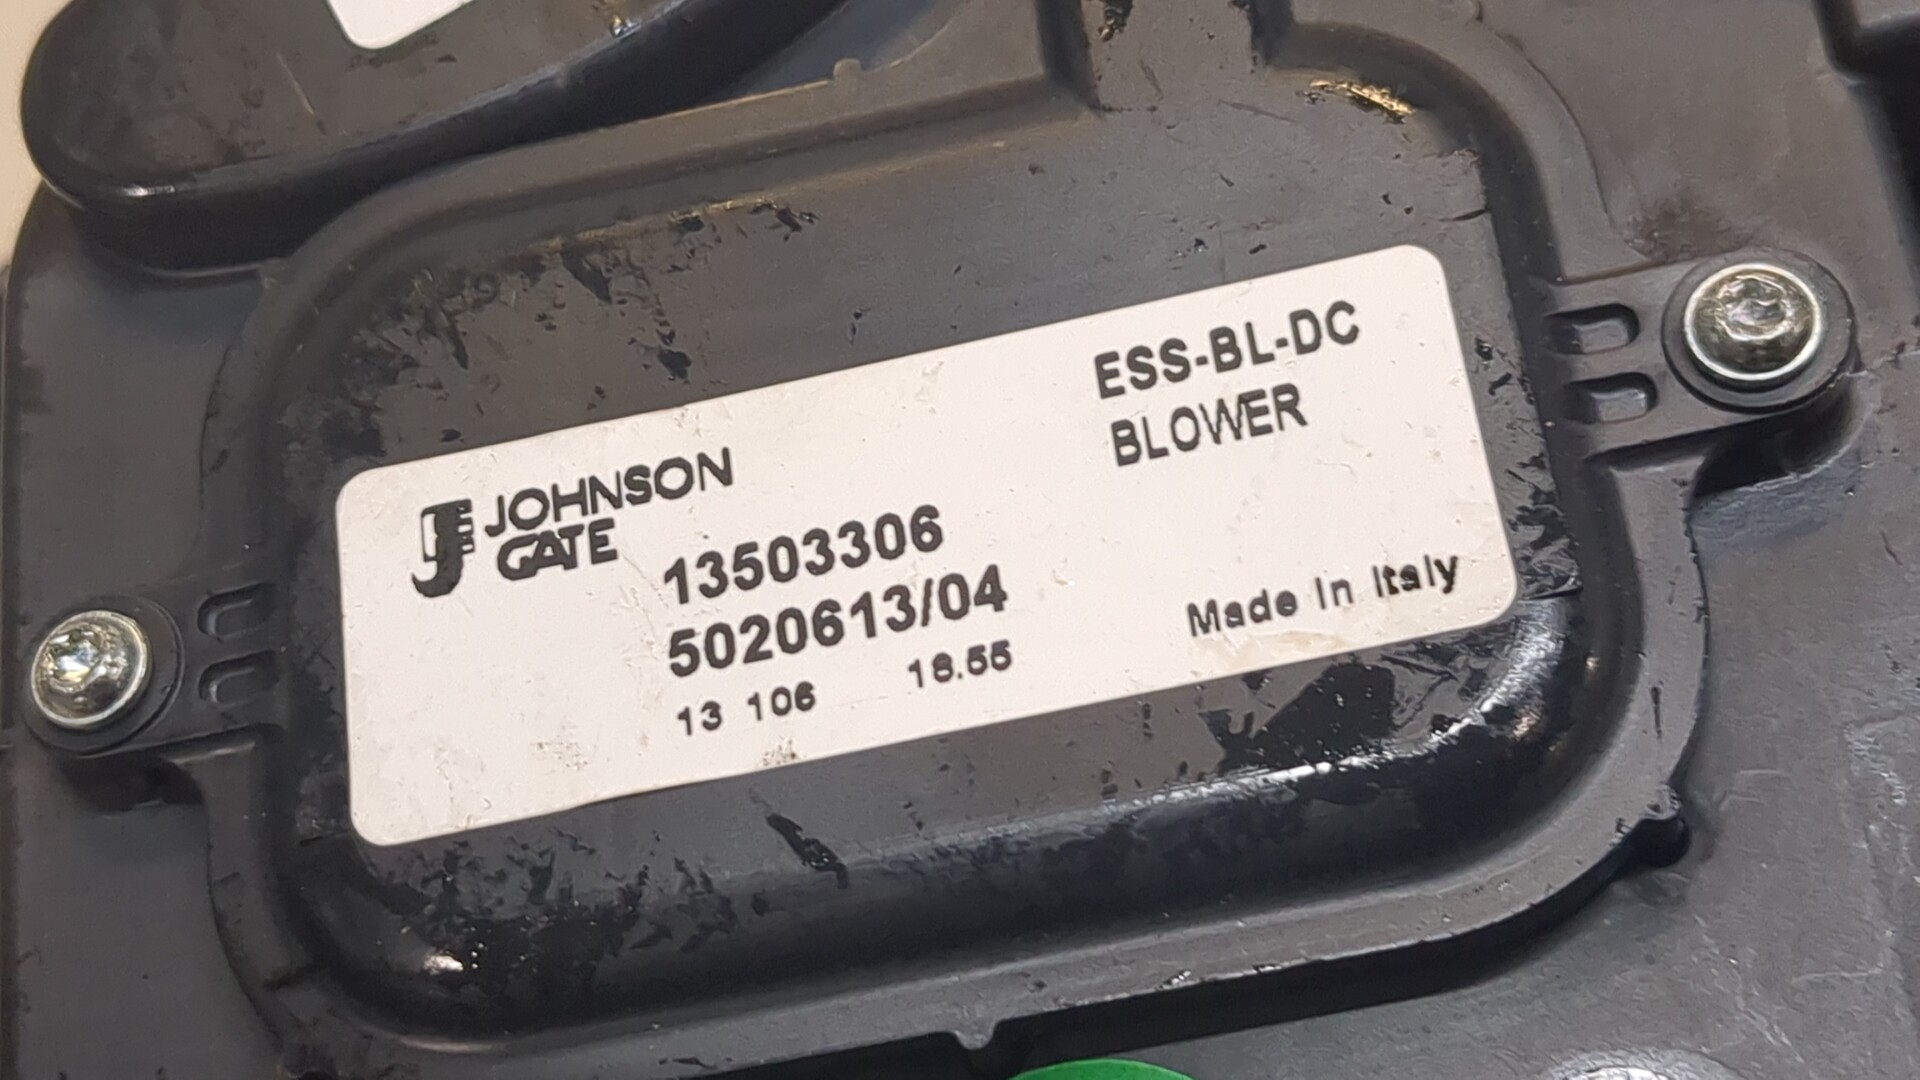 JOHNSON
GATE
ESS-BL-DC
BLOWER
13503306
5020613/04
13 106 18.55
Made In Italy